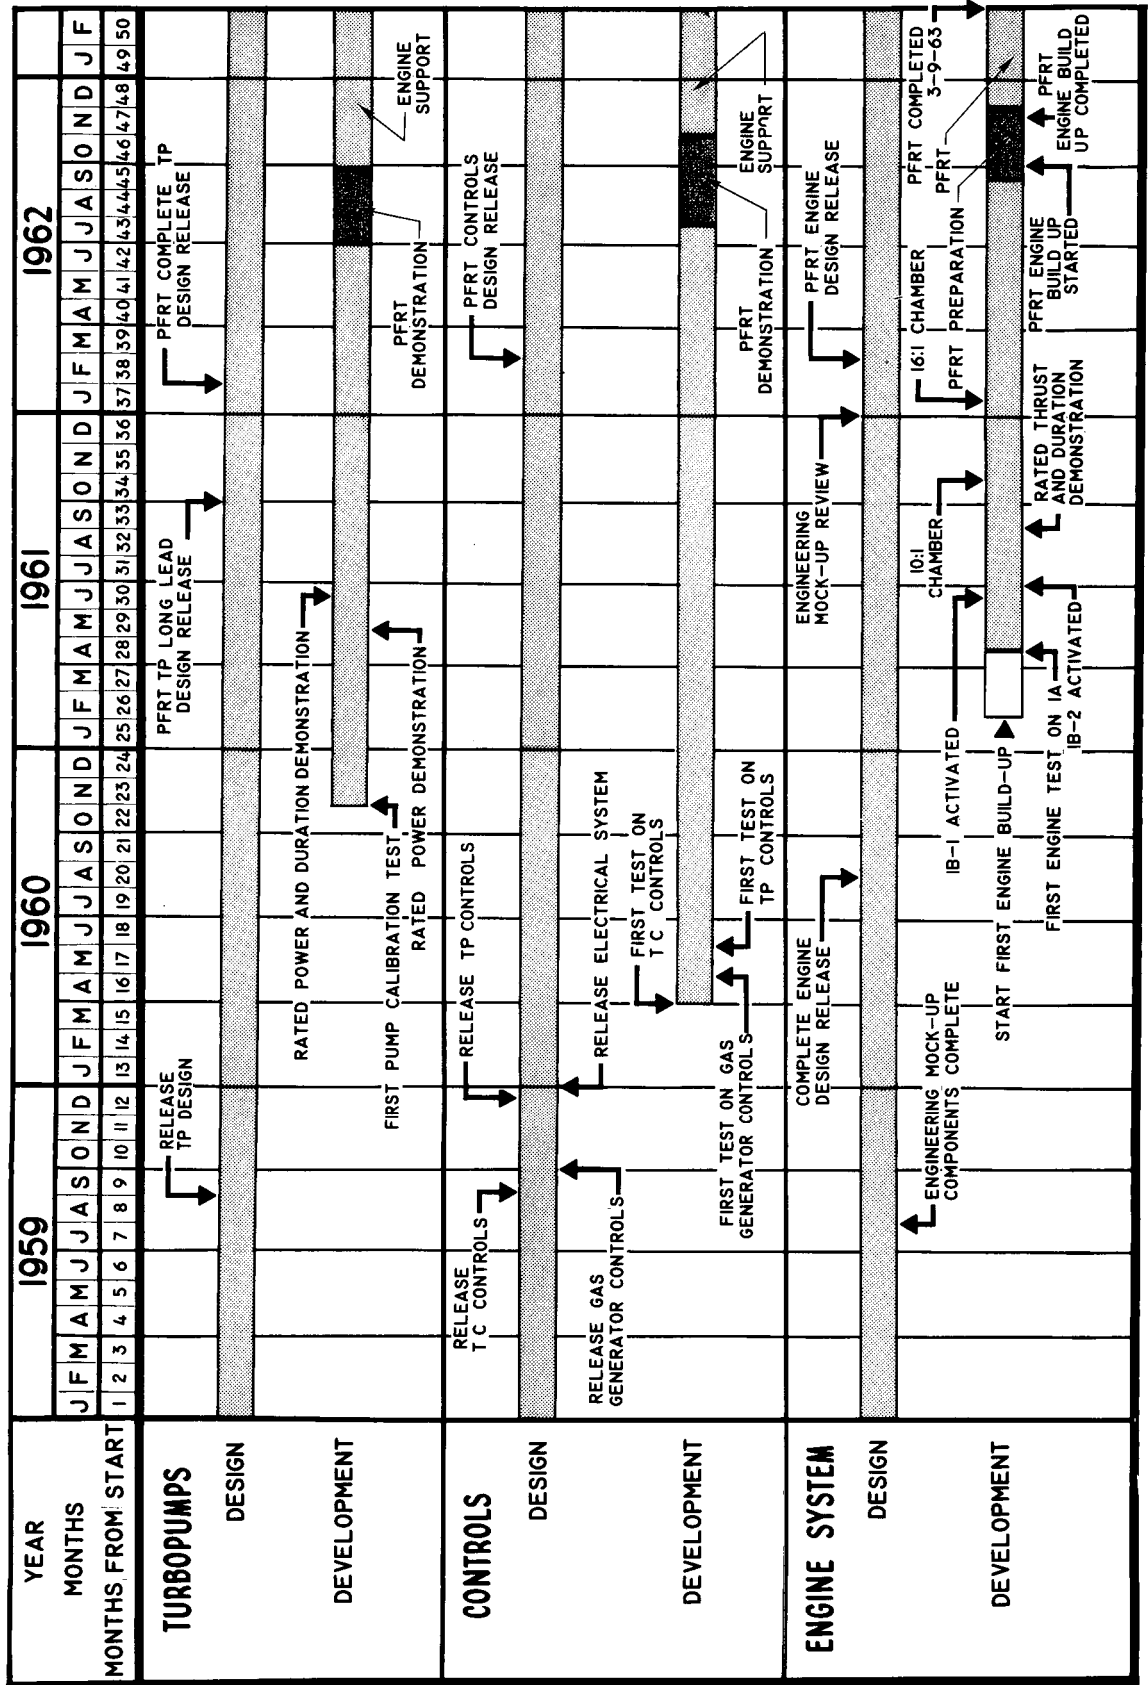 YEAR 1959 1960 1961 1962
MONTHS J F M A M J J A S O N D J F M A M J J A S O N D J F M A M J J A S O N D J F M A M J J A S O N D J F
MONTHS FROM START 1 2 3 4 5 6 7 8 9 10 11 12 13 14 15 16 17 18 19 20 21 22 23 24 25 26 27 28 29 30 31 32 33 34 35 36 37 38 39 40 41 42 43 44 45 46 47 48 49 50
TURBOPUMPS
DESIGN
RELEASE
TP DESIGN
PFRT TP LONG LEAD
DESIGN RELEASE
PFRT COMPLETE TP
DESIGN RELEASE
DEVELOPMENT
RATED POWER AND DURATION DEMONSTRATION
FIRST PUMP CALIBRATION TEST
RATED POWER DEMONSTRATION
PFRT
DEMONSTRATION
ENGINE
SUPPORT
CONTROLS
DESIGN
RELEASE
TC CONTROLS
RELEASE TP CONTROLS
PFRT CONTROLS
DESIGN RELEASE
RELEASE GAS
GENERATOR CONTROLS
RELEASE ELECTRICAL SYSTEM
DEVELOPMENT
FIRST TEST ON
TC CONTROLS
FIRST TEST ON GAS
GENERATOR CONTROLS
FIRST TEST ON
TP CONTROLS
PFRT
DEMONSTRATION
ENGINE
SUPPORT
ENGINE SYSTEM
DESIGN
COMPLETE ENGINE
DESIGN RELEASE
ENGINEERING
MOCK-UP REVIEW
PFRT ENGINE
DESIGN RELEASE
ENGINEERING MOCK-UP
COMPONENTS COMPLETE
DEVELOPMENT
IB-1 ACTIVATED
10:1
CHAMBER
16:1 CHAMBER
PFRT PREPARATION
PFRT
PFRT COMPLETED
3-9-63
START FIRST ENGINE BUILD-UP
FIRST ENGINE TEST ON IA
IB-2 ACTIVATED
RATED THRUST
AND DURATION
DEMONSTRATION
PFRT ENGINE
BUILD UP
STARTED
PFRT
ENGINE BUILD
UP COMPLETED